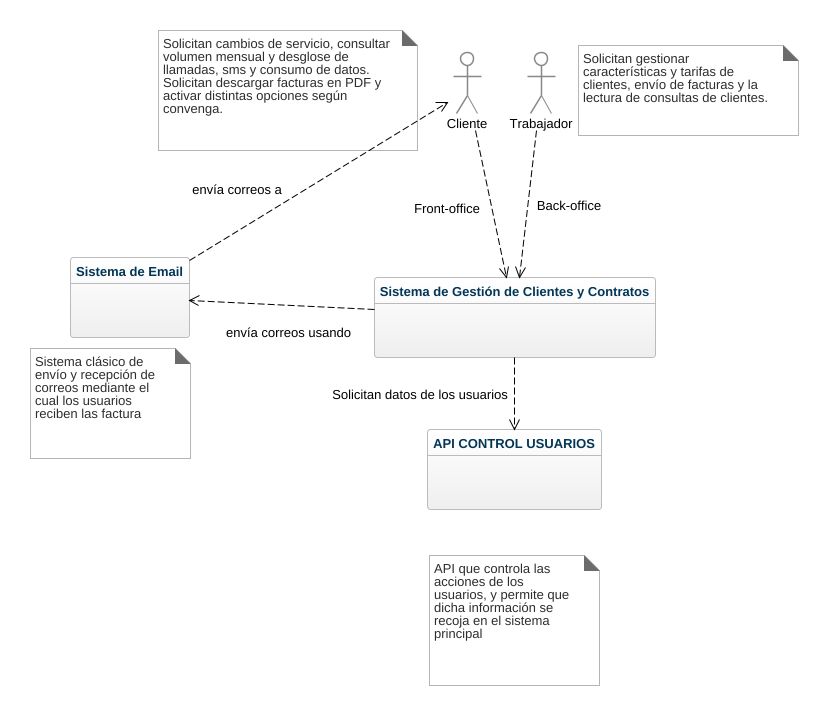 Solicitan cambios de servicio, consultar
volumen mensual y desglose de
llamadas, sms y consumo de datos.
Solicitan descargar facturas en PDF y
activar distintas opciones según
convenga.
Solicitan gestionar
características y tarifas de
clientes, envío de facturas y la
lectura de consultas de clientes.
Cliente
Trabajador
envía correos a
Front-office
Back-office
Sistema de Email
Sistema de Gestión de Clientes y Contratos
envía correos usando
Sistema clásico de
envío y recepción de
correos mediante el
cual los usuarios
reciben las factura
Solicitan datos de los usuarios
API CONTROL USUARIOS
API que controla las
acciones de los
usuarios, y permite que
dicha información se
recoja en el sistema
principal